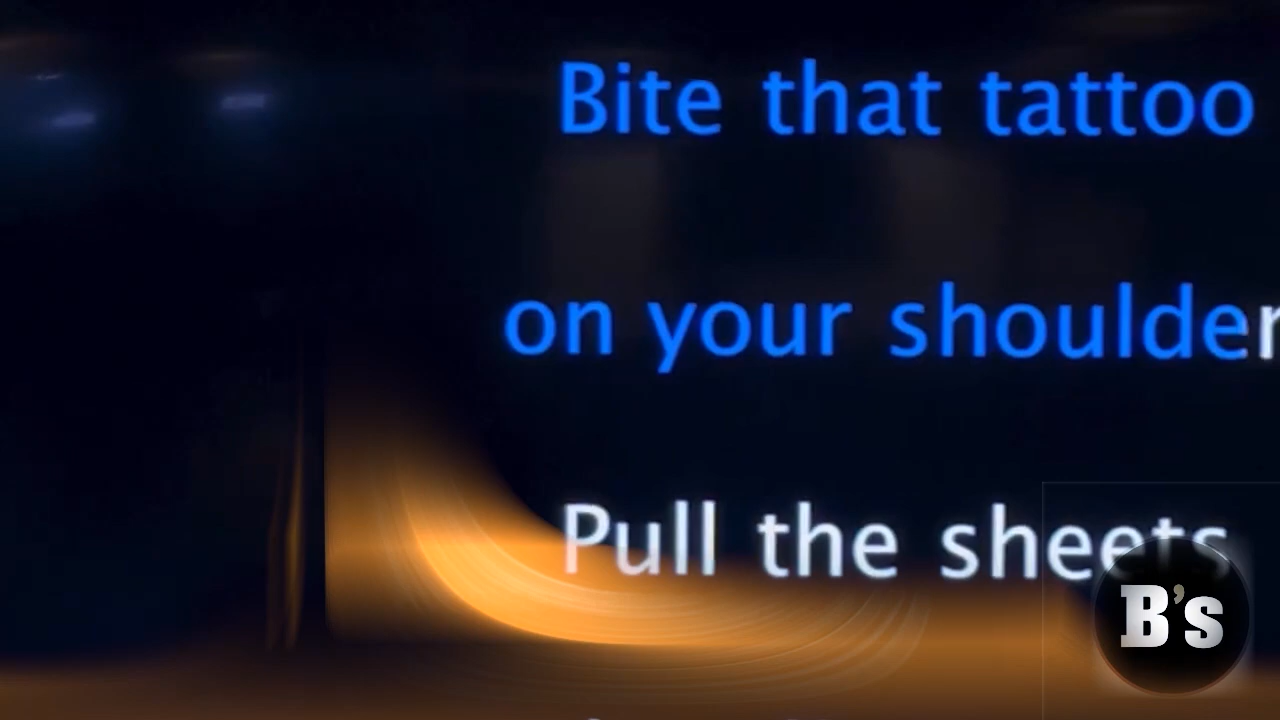 Bite that tattoo
on your shoulder
Pull the sheets
B's